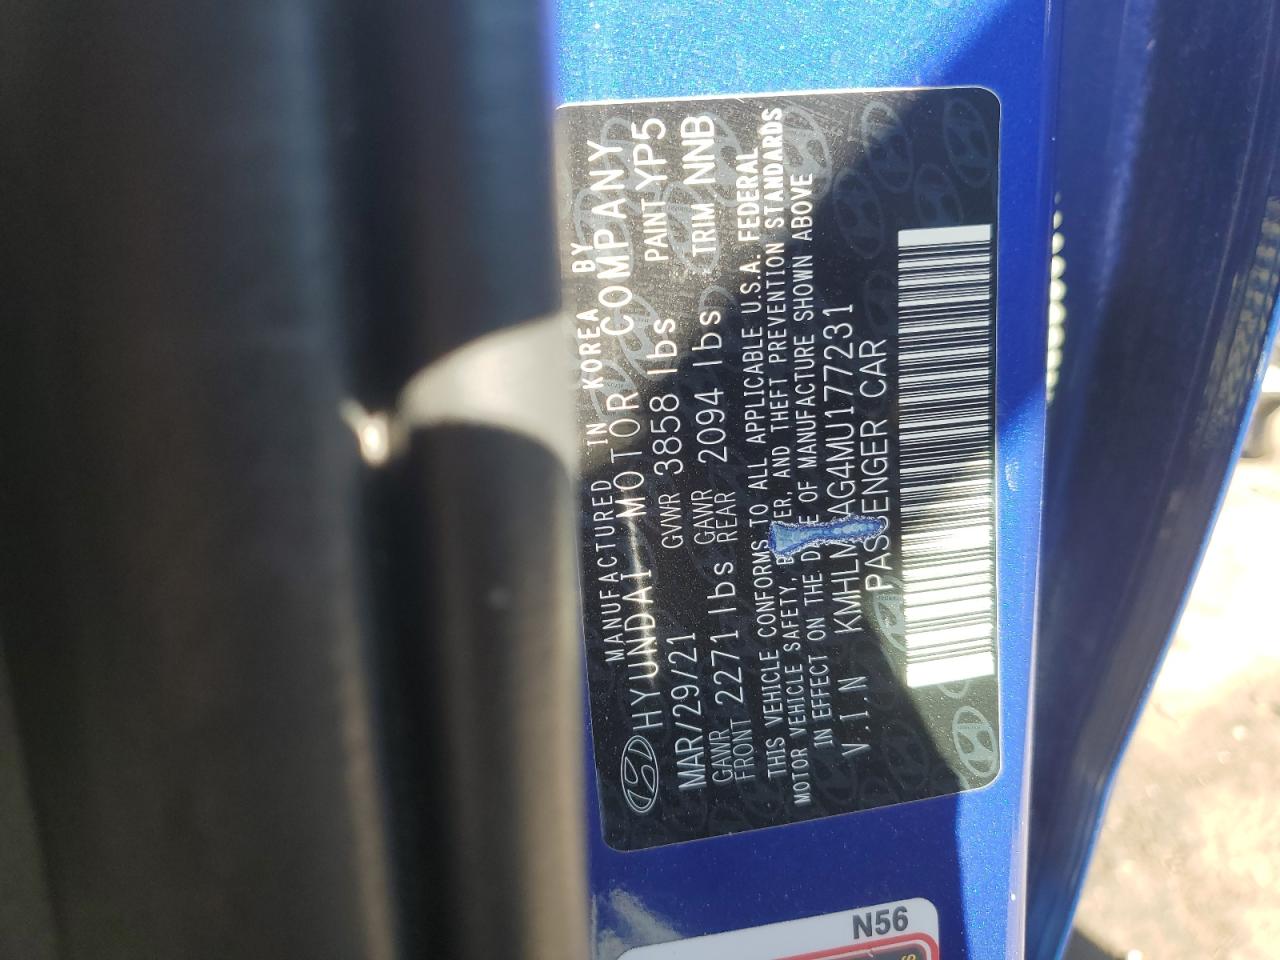 MANUFACTURED IN KOREA BY
HYUNDAI MOTOR COMPANY
MAR/29/21 GVWR 3858 lbs PAINT YP5
GAWR FRONT 2271 lbs GAWR REAR 2094 lbs TRIM NNB
THIS VEHICLE CONFORMS TO ALL APPLICABLE U.S.A. FEDERAL
MOTOR VEHICLE SAFETY, AND THEFT PREVENTION STANDARDS
IN EFFECT ON THE OF MANUFACTURE SHOWN ABOVE
V.I.N KMHLM AG4MU177231
PASSENGER CAR
N56